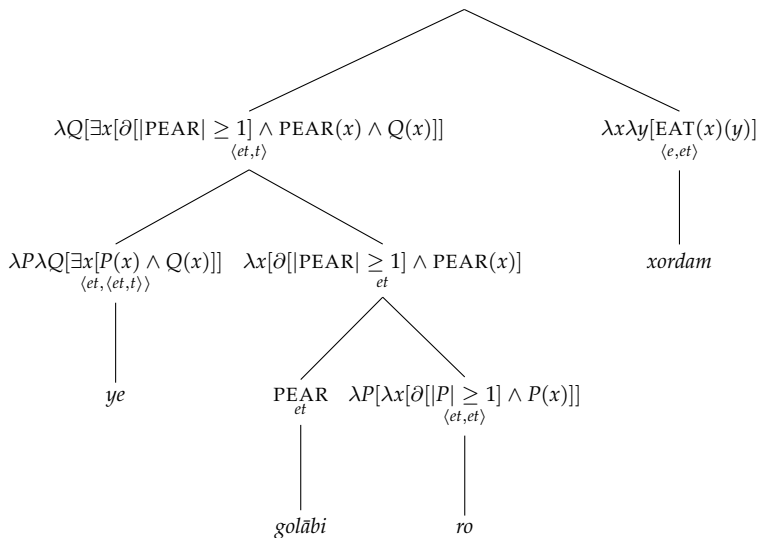 λQ[∃x[∂[|PEAR| ≥ 1] ∧ PEAR(x) ∧ Q(x)]] λxλy[EAT(x)(y)]
⟨et,t⟩ ⟨e,et⟩
λPλQ[∃x[P(x) ∧ Q(x)]] λx[∂[|PEAR| ≥ 1] ∧ PEAR(x)] xordam
⟨et,⟨et,t⟩⟩ et
ye PEAR λP[λx[∂[|P| ≥ 1] ∧ P(x)]]
et ⟨et,et⟩
golābi ro